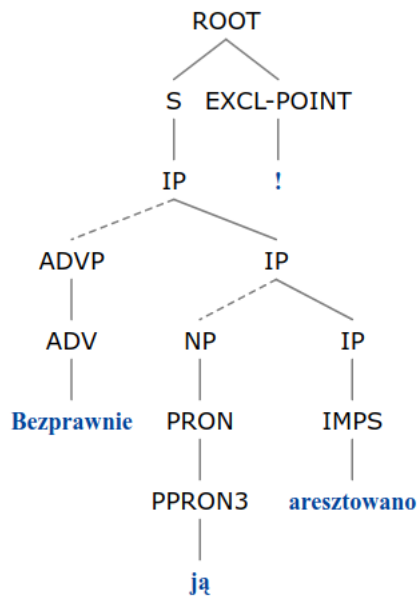 ROOT
S EXCL-POINT
IP !
ADVP IP
ADV NP IP
Bezprawnie PRON IMPS
PPRON3 aresztowano
ją